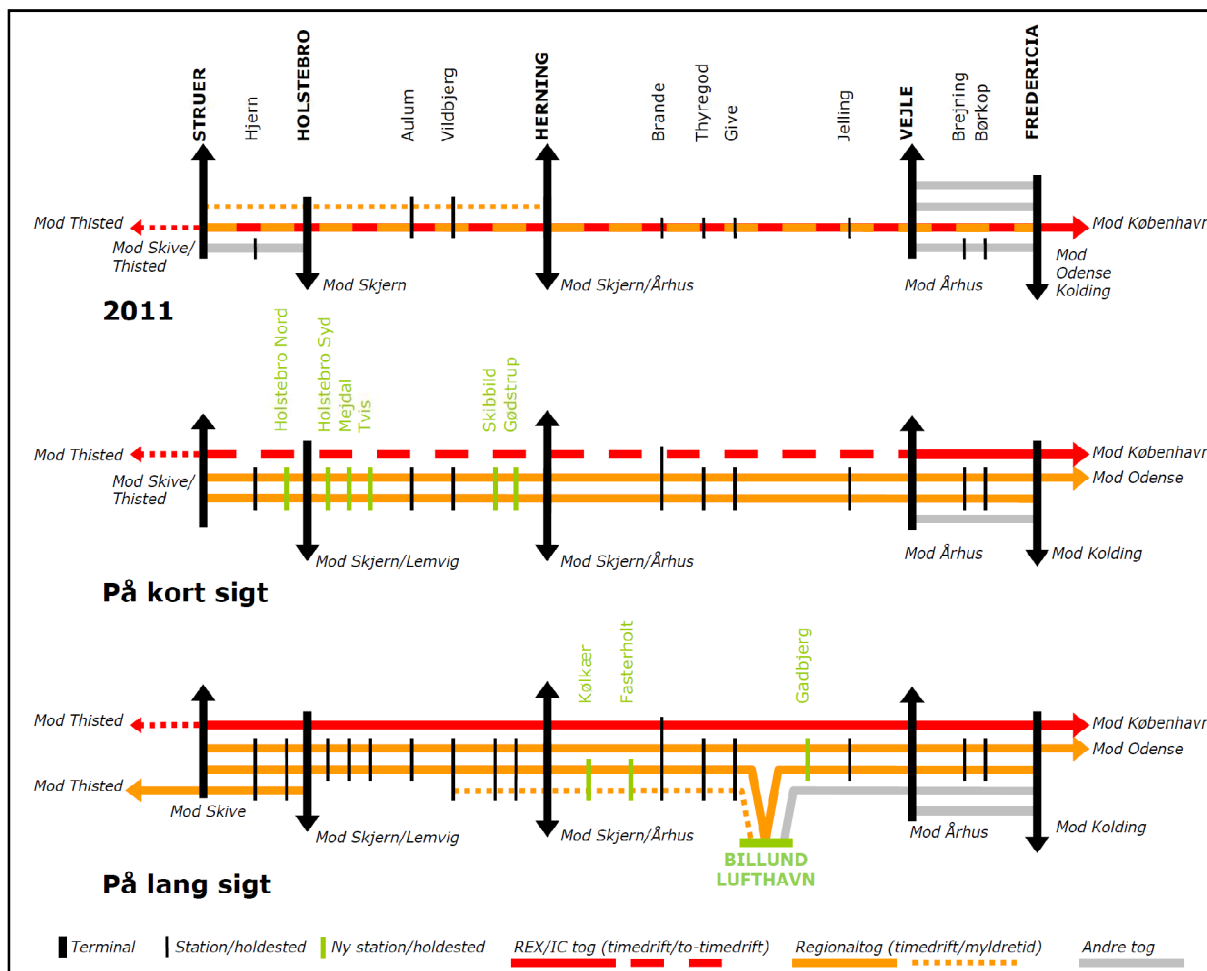 STRUER
Hjern
HOLSTEBRO
Aulum
Vildbjerg
HERNING
Brande
Thyregod
Give
Jelling
VEJLE
Brejning
Børkop
FREDERICIA
Mod Thisted
Mod København
Mod Skive/
Thisted
Mod Skjern
Mod Skjern/Århus
Mod Århus
Mod
Odense
Kolding
2011
Holstebro Nord
Holstebro Syd
Mejdal
Tvis
Skibbild
Gødstrup
Mod Thisted
Mod København
Mod Skive/
Thisted
Mod Odense
Mod Skjern/Lemvig
Mod Skjern/Århus
Mod Århus
Mod Kolding
På kort sigt
Kølkær
Fasterholt
Gadbjerg
Mod Thisted
Mod København
Mod Odense
Mod Thisted
Mod Skive
Mod Skjern/Lemvig
Mod Skjern/Århus
Mod Århus
Mod Kolding
BILLUND
LUFTHAVN
På lang sigt
Terminal
Station/holdested
Ny station/holdested
REX/IC tog (timedrift/to-timedrift)
Regionaltog (timedrift/myldretid)
Andre tog